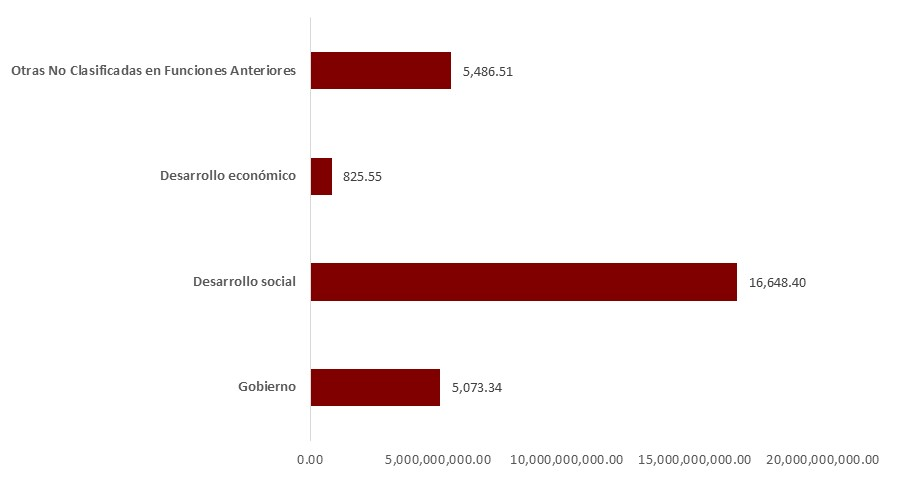 Otras No Clasificadas en Funciones Anteriores
5,486.51
Desarrollo económico
825.55
Desarrollo social
16,648.40
Gobierno
5,073.34
0.00 5,000,000,000.00 10,000,000,000.00 15,000,000,000.00 20,000,000,000.00